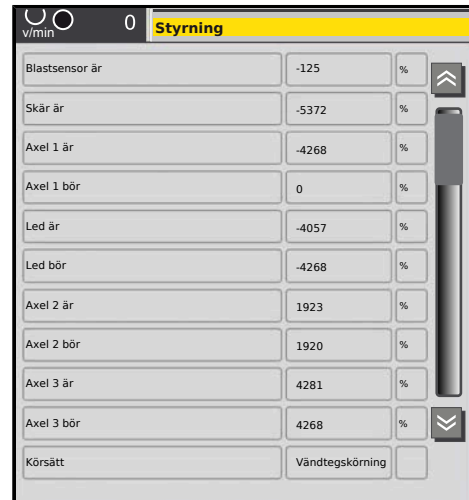 v/min 0 Styrning
Blastsensor är -125 %
Skär är -5372 %
Axel 1 är -4268 %
Axel 1 bör 0 %
Led är -4057 %
Led bör -4268 %
Axel 2 är 1923 %
Axel 2 bör 1920 %
Axel 3 är 4281 %
Axel 3 bör 4268 %
Körsätt Vändtegskörning